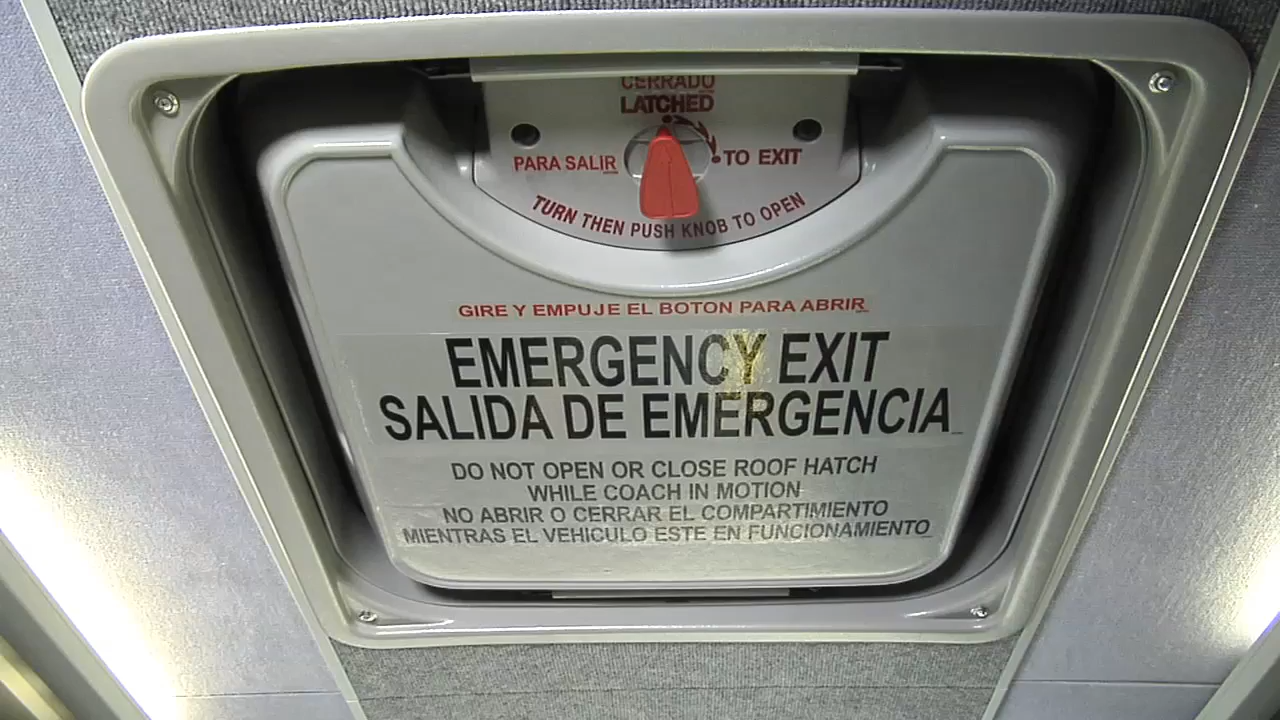 CERRADO
LATCHED
PARA SALIR TO EXIT
TURN THEN PUSH KNOB TO OPEN
GIRE Y EMPUJE EL BOTON PARA ABRIR
EMERGENCY EXIT
SALIDA DE EMERGENCIA
DO NOT OPEN OR CLOSE ROOF HATCH
WHILE COACH IN MOTION
NO ABRIR O CERRAR EL COMPARTIMIENTO
MIENTRAS EL VEHICULO ESTE EN FUNCIONAMIENTO